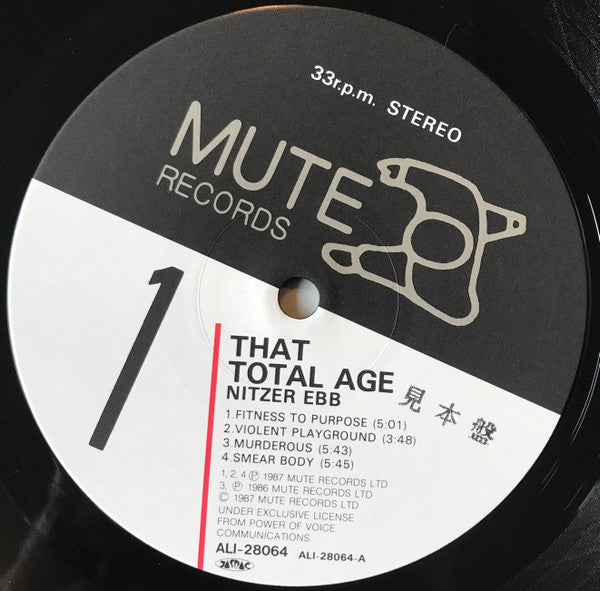 33r.p.m. STEREO
MUTE
RECORDS
1
THAT
TOTAL AGE
NITZER EBB
見本盤
1.FITNESS TO PURPOSE (5:01)
2.VIOLENT PLAYGROUND (3:48)
3.MURDEROUS (5:43)
4.SMEAR BODY (5:45)
1, 2, 4 Ⓟ 1987 MUTE RECORDS LTD
3, Ⓟ 1986 MUTE RECORDS LTD
© 1987 MUTE RECORDS LTD
UNDER EXCLUSIVE LICENSE
FROM POWER OF VOICE
COMMUNICATIONS
ALI-28064 ALI-28064-A
JASRAC